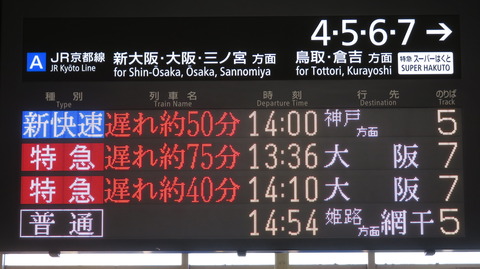 4・5・6・7→
A JR京都線 新大阪・大阪・三ノ宮 方面 鳥取・倉吉 方面 特急 スーパーはくと
JR Kyōto Line for Shin-Ōsaka, Ōsaka, Sannomiya for Tottori, Kurayoshi SUPER HAKUTO
種別 列車名 時刻 行先 のりば
Type Train Name Departure Time Destination Track
新快速 遅れ約50分 14:00 神戸方面 5
特急 遅れ約75分 13:36 大阪 7
特急 遅れ約40分 14:10 大阪 7
普通 14:54 姫路方面 網干 5